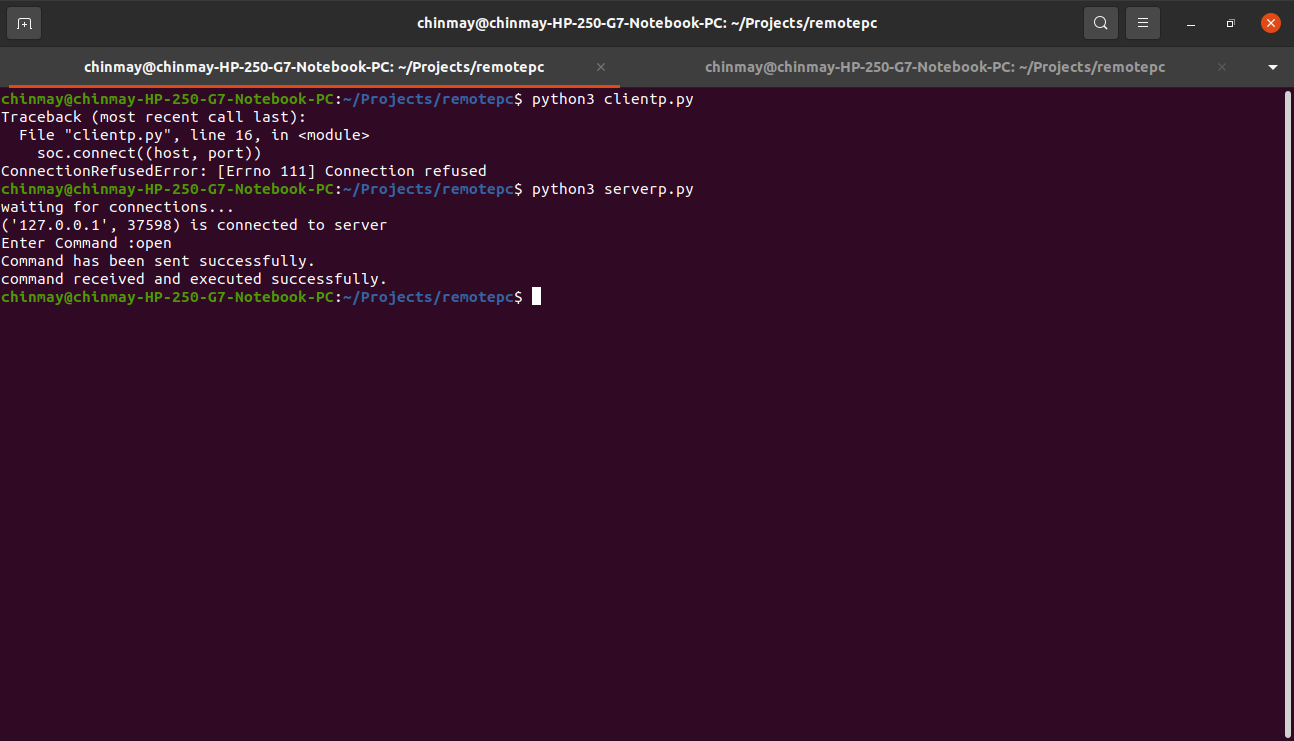 chinmay@chinmay-HP-250-G7-Notebook-PC: ~/Projects/remotepc
chinmay@chinmay-HP-250-G7-Notebook-PC: ~/Projects/remotepc
chinmay@chinmay-HP-250-G7-Notebook-PC: ~/Projects/remotepc
chinmay@chinmay-HP-250-G7-Notebook-PC:~/Projects/remotepc$ python3 clientp.py
Traceback (most recent call last):
  File "clientp.py", line 16, in <module>
    soc.connect((host, port))
ConnectionRefusedError: [Errno 111] Connection refused
chinmay@chinmay-HP-250-G7-Notebook-PC:~/Projects/remotepc$ python3 serverp.py
waiting for connections...
('127.0.0.1', 37598) is connected to server
Enter Command :open
Command has been sent successfully.
command received and executed successfully.
chinmay@chinmay-HP-250-G7-Notebook-PC:~/Projects/remotepc$